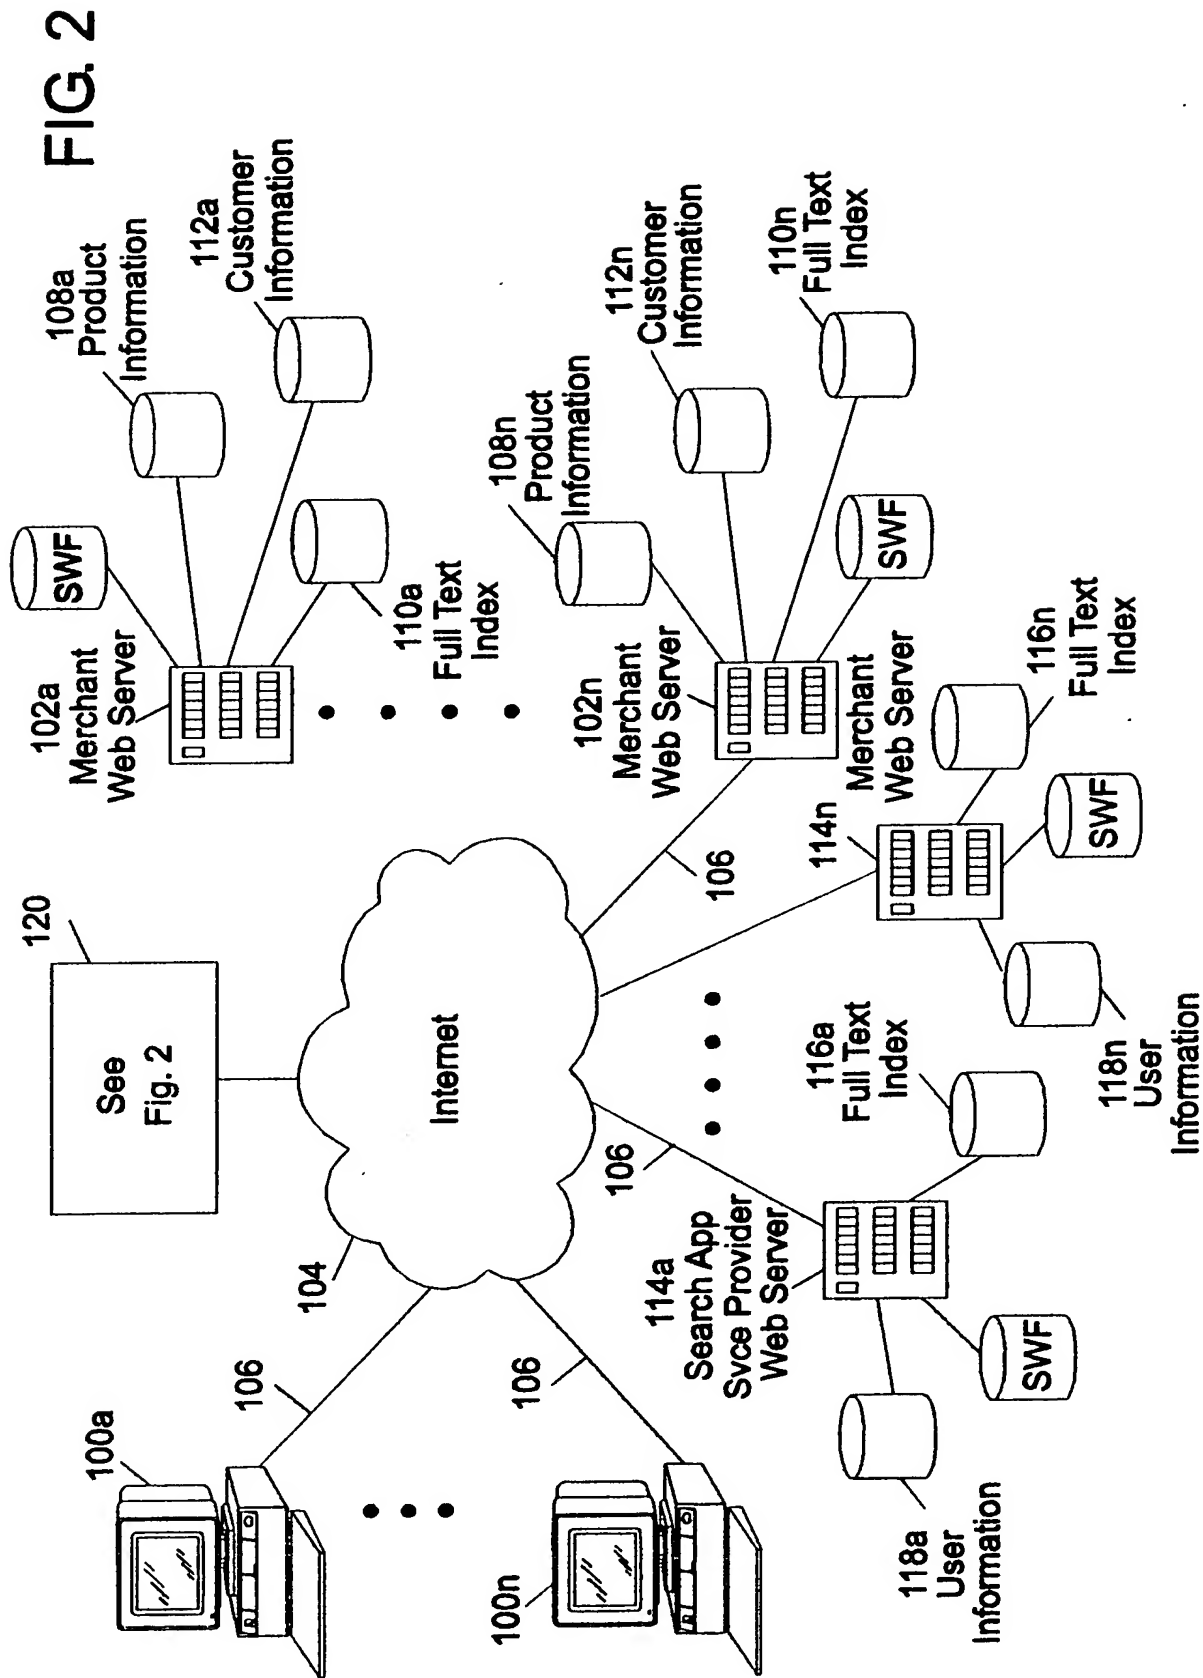 FIG. 2
120
See
Fig. 2
104
Internet
100a
106
100n
106
102a
Merchant
Web Server
SWF
108a
Product
Information
112a
Customer
Information
110a
Full Text
Index
102n
Merchant
Web Server
108n
Product
Information
112n
Customer
Information
110n
Full Text
Index
SWF
106
114n
Merchant
Web Server
116n
Full Text
Index
SWF
118n
User
Information
106
114a
Search App
Svce Provider
Web Server
116a
Full Text
Index
SWF
118a
User
Information